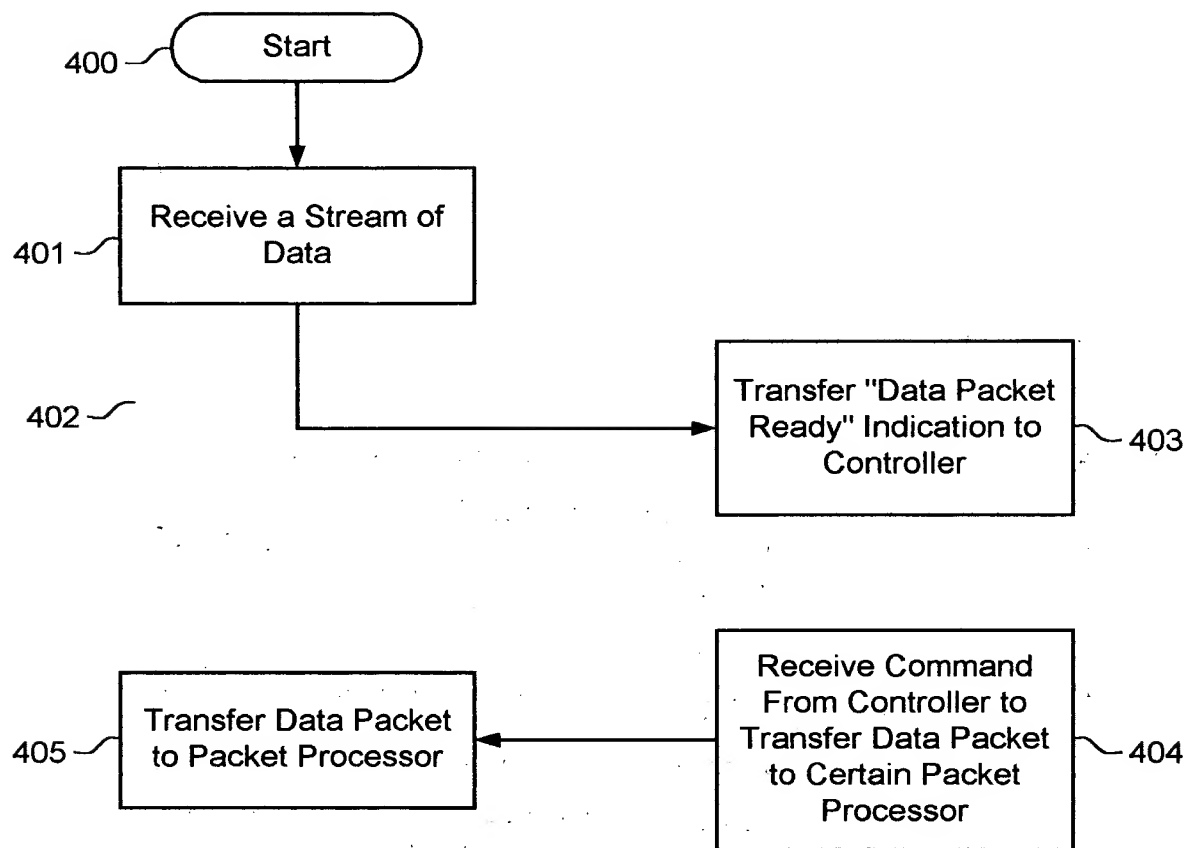 Start
400
Receive a Stream of
Data
401
402
Transfer "Data Packet
Ready" Indication to
Controller
403
Transfer Data Packet
to Packet Processor
405
Receive Command
From Controller to
Transfer Data Packet
to Certain Packet
Processor
404